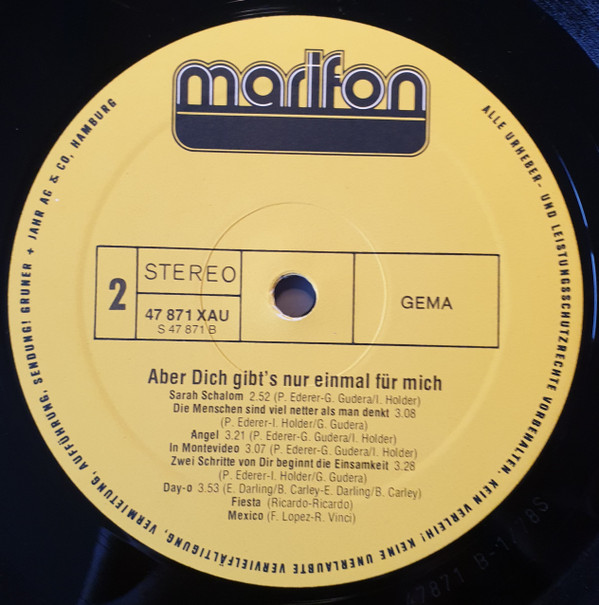 marifon
ALLE URHEBER- UND LEISTUNGSSCHUTZRECHTE VORBEHALTEN. KEIN VERLEIH! KEINE UNERLAUBTE VERVIELFÄLTIGUNG, VERMIETUNG, AUFFÜHRUNG, SENDUNG! GRUNER + JAHR AG & CO, HAMBURG
2
STEREO
47 871 XAU
S 47 871 B
GEMA
Aber Dich gibt's nur einmal für mich
Sarah Schalom 2.52 (P. Ederer-G. Gudera/I. Holder)
Die Menschen sind viel netter als man denkt 3.08
(P. Ederer-I. Holder/G. Gudera)
Angel 3.21 (P. Ederer-G. Gudera/I. Holder)
In Montevideo 3.07 (P. Ederer-G. Gudera/I. Holder)
Zwei Schritte von Dir beginnt die Einsamkeit 3.28
(P. Ederer-I. Holder/G. Gudera)
Day-o 3.53 (E. Darling/B. Carley-E. Darling/B. Carley)
Fiesta (Ricardo-Ricardo)
Mexico (F. Lopez-R. Vinci)